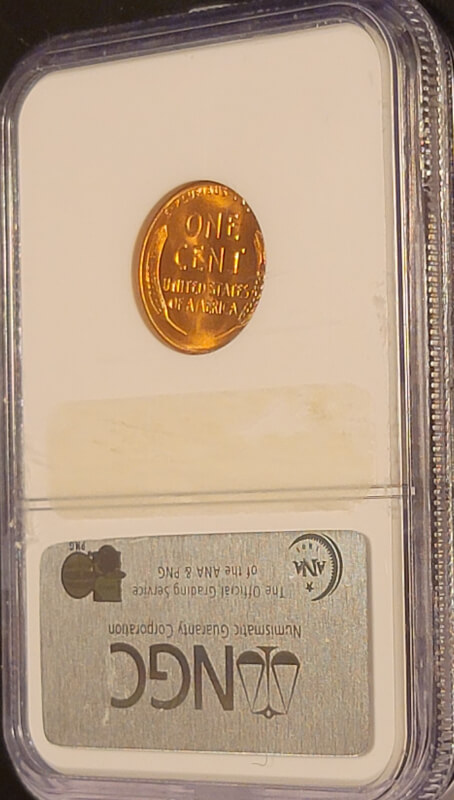 E · PLURIBUS · UNUM
ONE
CENT
UNITED STATES
OF AMERICA
PNG
ANA
1891
The Official Grading Service
of the ANA & PNG
Numismatic Guaranty Corporation
NGC